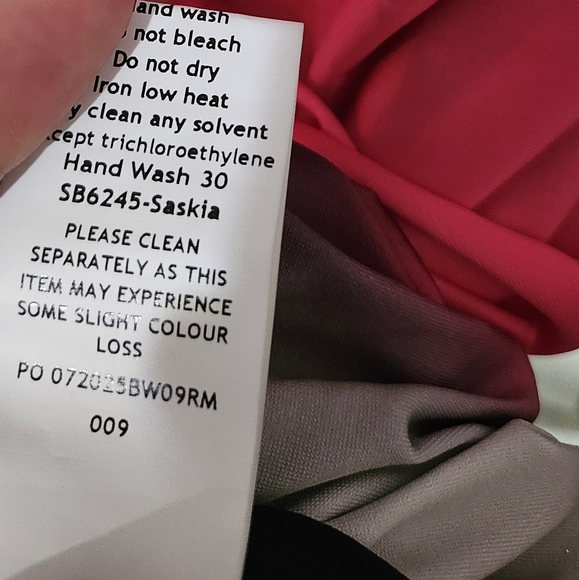 and wash
not bleach
Do not dry
Iron low heat
y clean any solvent
cept trichloroethylene
Hand Wash 30
SB6245-Saskia
PLEASE CLEAN
SEPARATELY AS THIS
ITEM MAY EXPERIENCE
SOME SLIGHT COLOUR
LOSS
PO 072025BW09RM
009